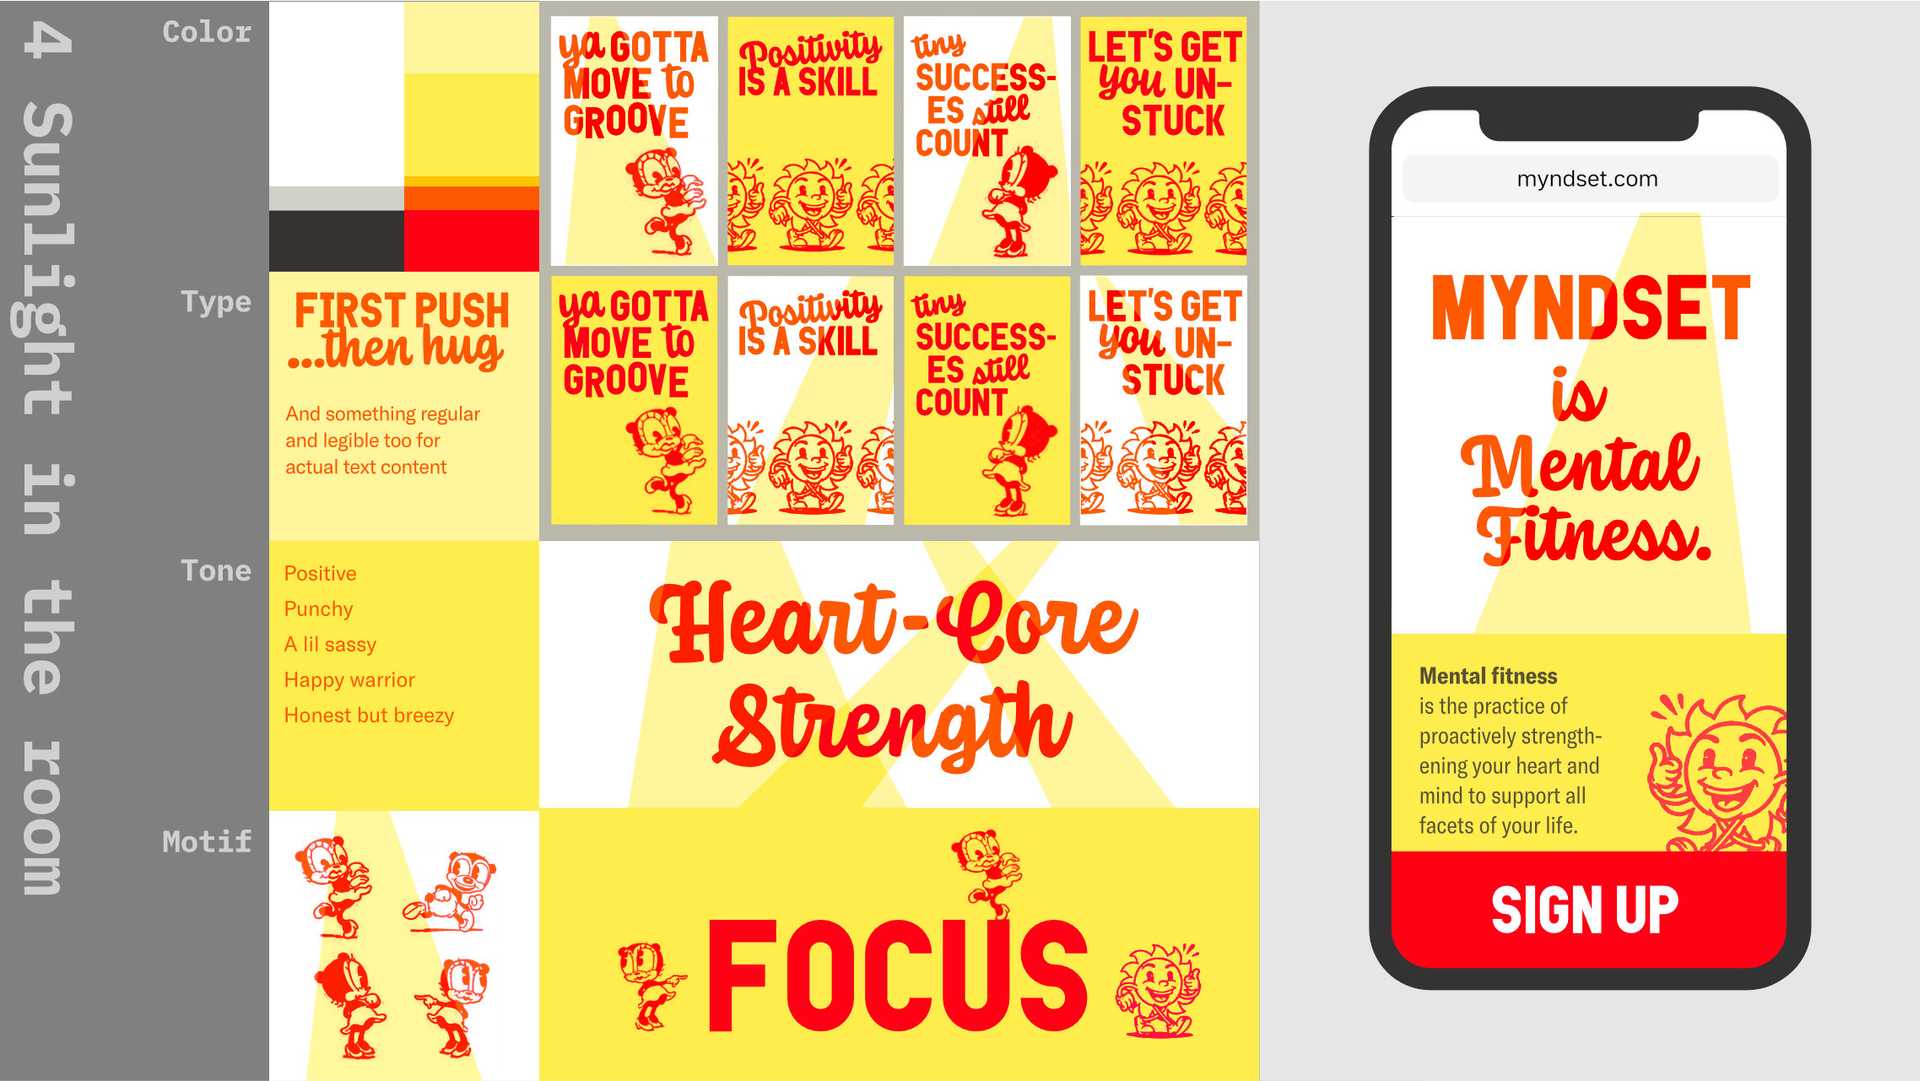 4 Sunlight in the room
Color
Type
FIRST PUSH
...then hug
And something regular
and legible too for
actual text content
Tone
Positive
Punchy
A lil sassy
Happy warrior
Honest but breezy
Motif
ya GOTTA
MOVE to
GROOVE
Positivity
IS A SKILL
tiny
SUCCESS-
ES still
COUNT
LET'S GET
you UN-
STUCK
ya GOTTA
MOVE to
GROOVE
Positivity
IS A SKILL
tiny
SUCCESS-
ES still
COUNT
LET'S GET
you UN-
STUCK
Heart-Core
Strength
FOCUS
myndset.com
MYNDSET
is
Mental
Fitness.
Mental fitness
is the practice of
proactively strength-
ening your heart and
mind to support all
facets of your life.
SIGN UP